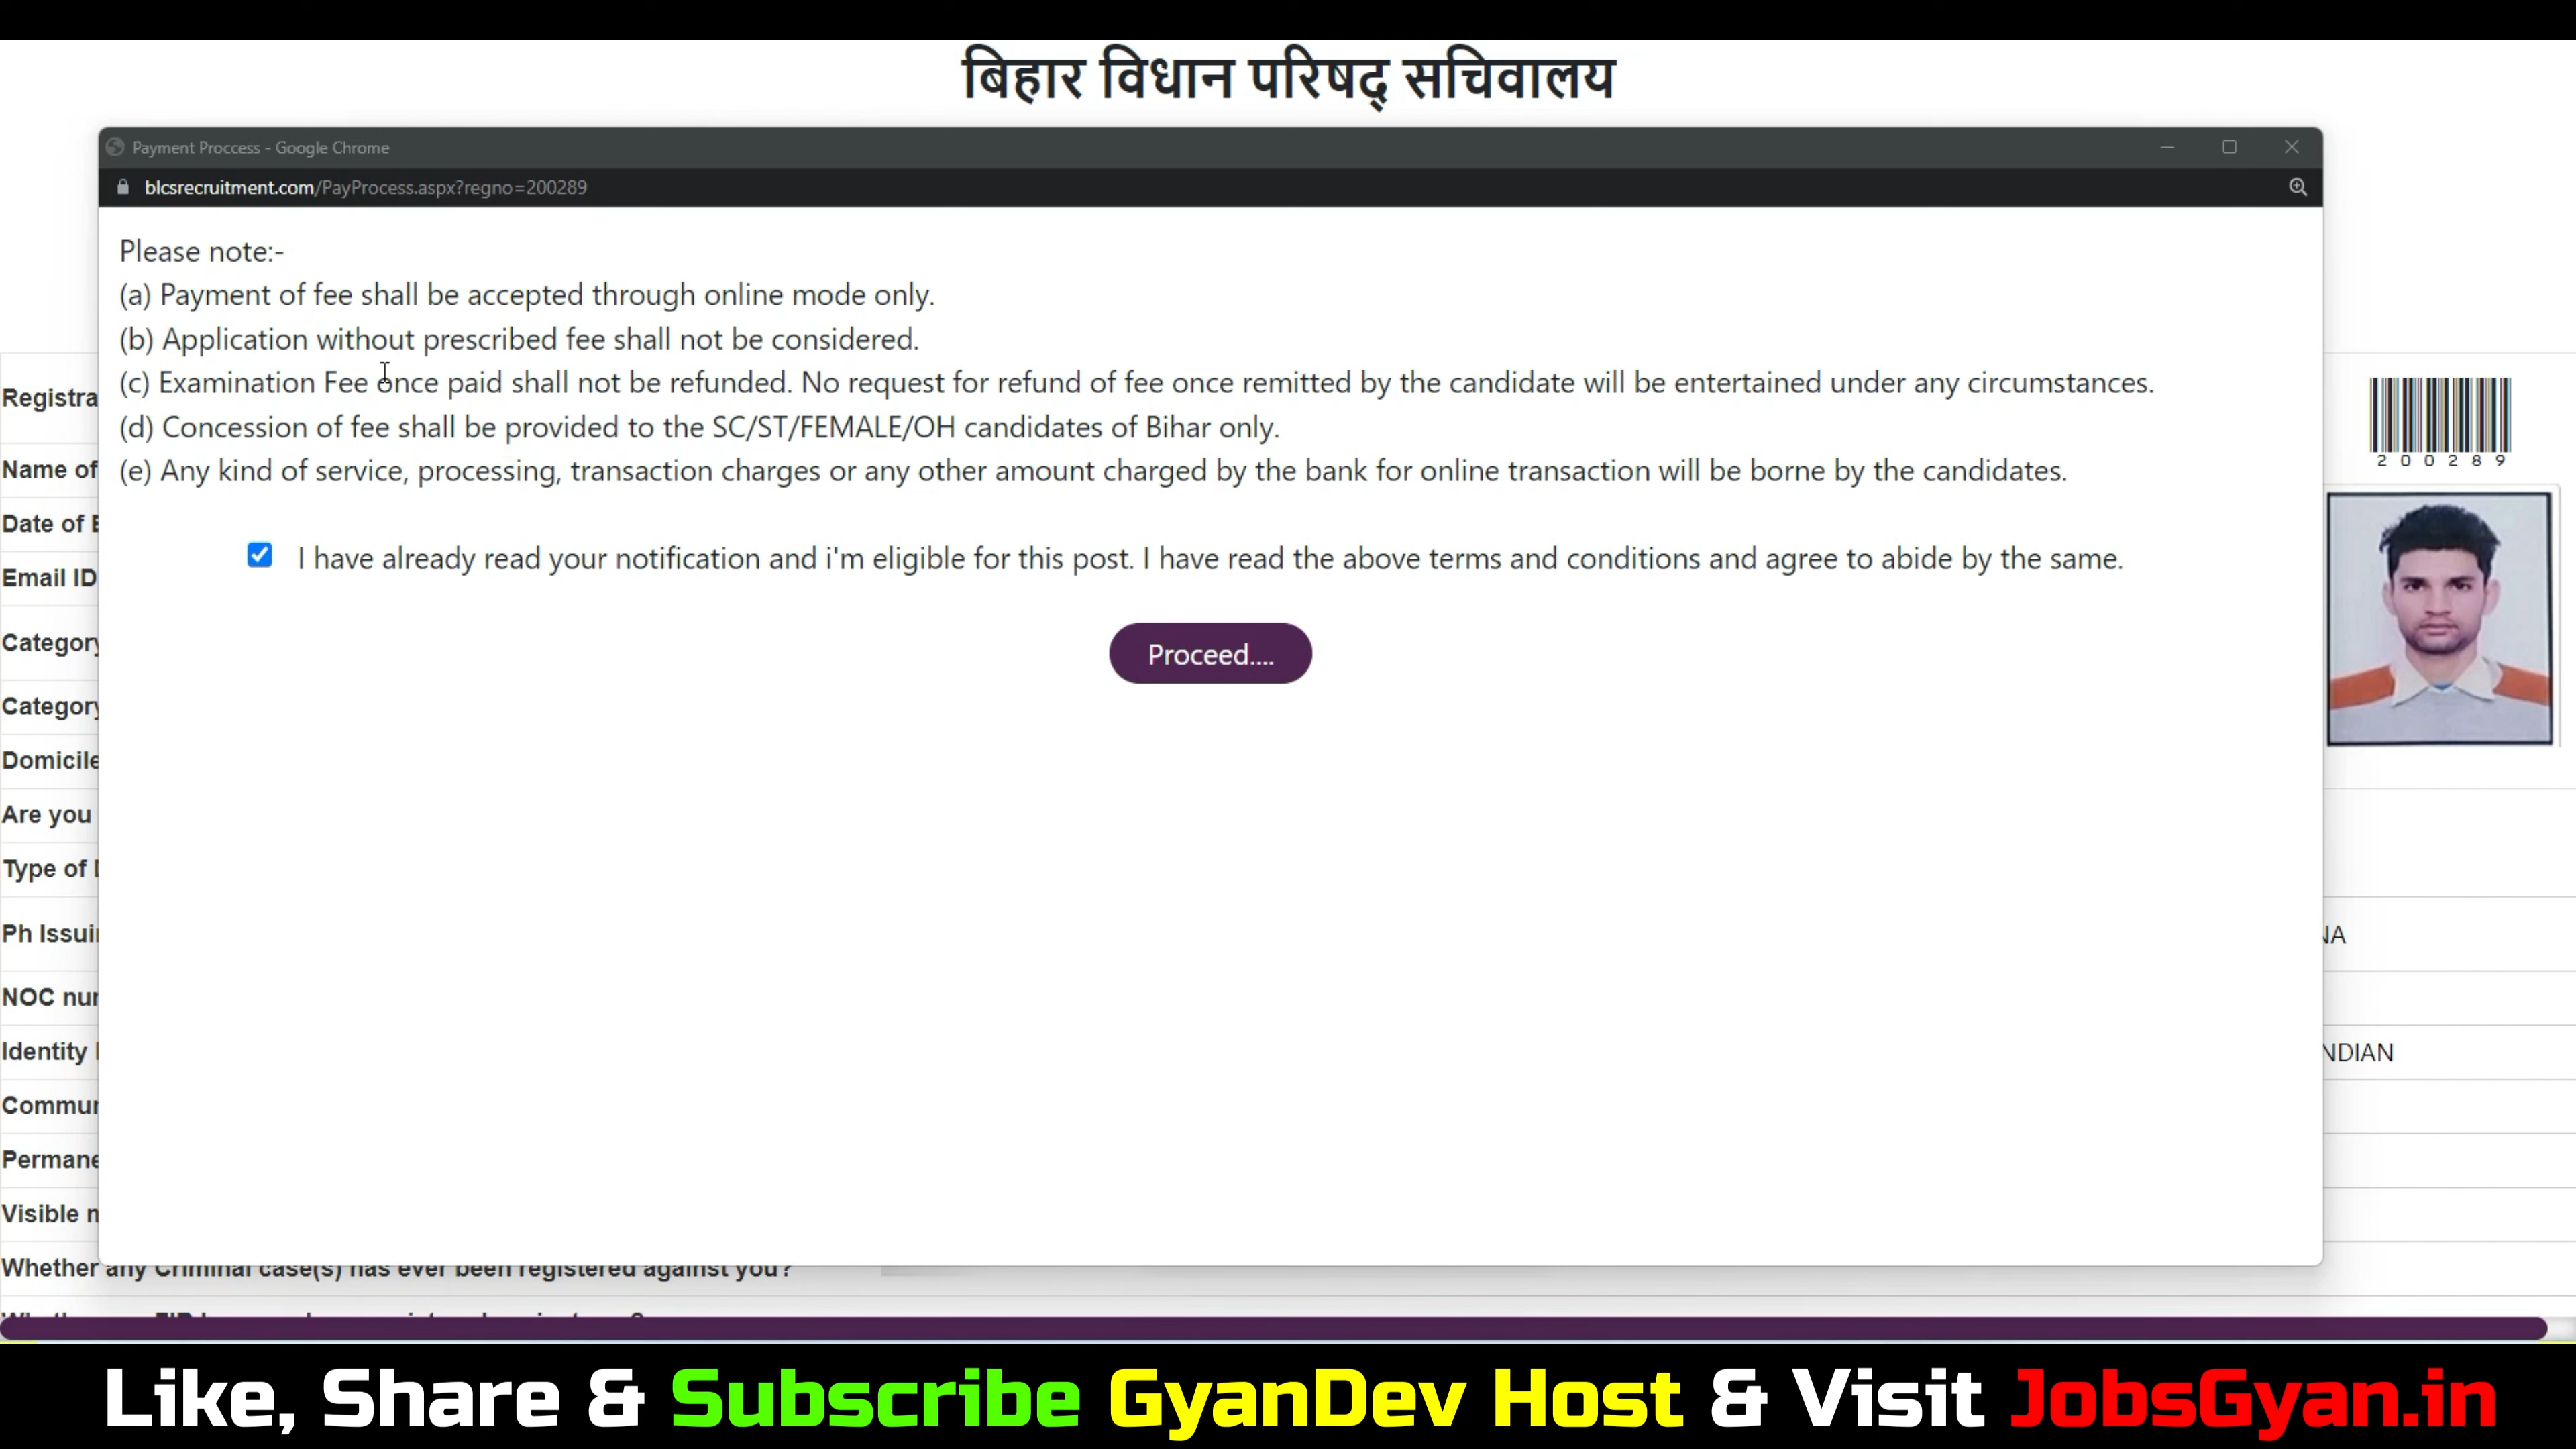 बिहार विधान परिषद् सचिवालय
Payment Proccess - Google Chrome
blcsrecruitment.com/PayProcess.aspx?regno=200289
Please note:-
(a) Payment of fee shall be accepted through online mode only.
(b) Application without prescribed fee shall not be considered.
(c) Examination Fee once paid shall not be refunded. No request for refund of fee once remitted by the candidate will be entertained under any circumstances.
(d) Concession of fee shall be provided to the SC/ST/FEMALE/OH candidates of Bihar only.
(e) Any kind of service, processing, transaction charges or any other amount charged by the bank for online transaction will be borne by the candidates.
I have already read your notification and i'm eligible for this post. I have read the above terms and conditions and agree to abide by the same.
Proceed....
Registra
200289
Name of
Date of
Email ID
Category
Category
Domicile
Are you
Type of
Ph Issuin
NA
NOC nu
Identity
NDIAN
Commu
Permane
Visible
Whether any Criminal case(s) has ever been registered against you?
Like, Share & Subscribe GyanDev Host & Visit JobsGyan.in